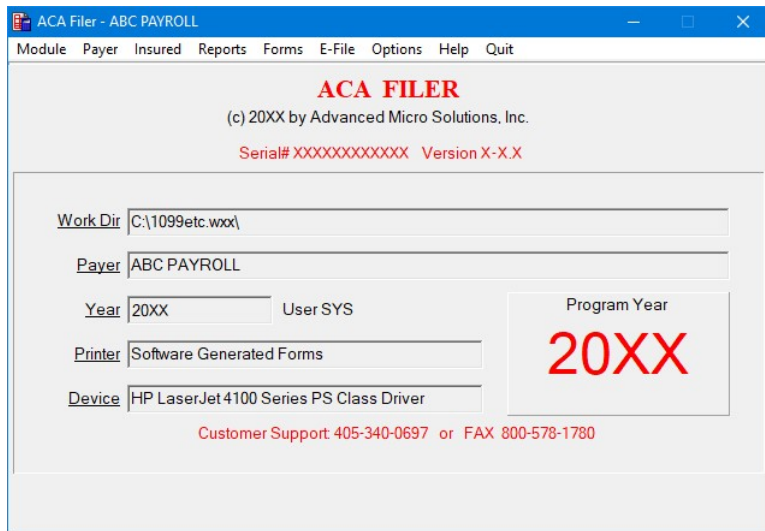 ACA Filer - ABC PAYROLL
Module Payer Insured Reports Forms E-File Options Help Quit
ACA FILER
(c) 20XX by Advanced Micro Solutions, Inc.
Serial# XXXXXXXXXXXX Version X-X.X
Work Dir C:\1099etc.wxx\
Payer ABC PAYROLL
Year 20XX User SYS
Program Year
20XX
Printer Software Generated Forms
Device HP LaserJet 4100 Series PS Class Driver
Customer Support: 405-340-0697 or FAX 800-578-1780